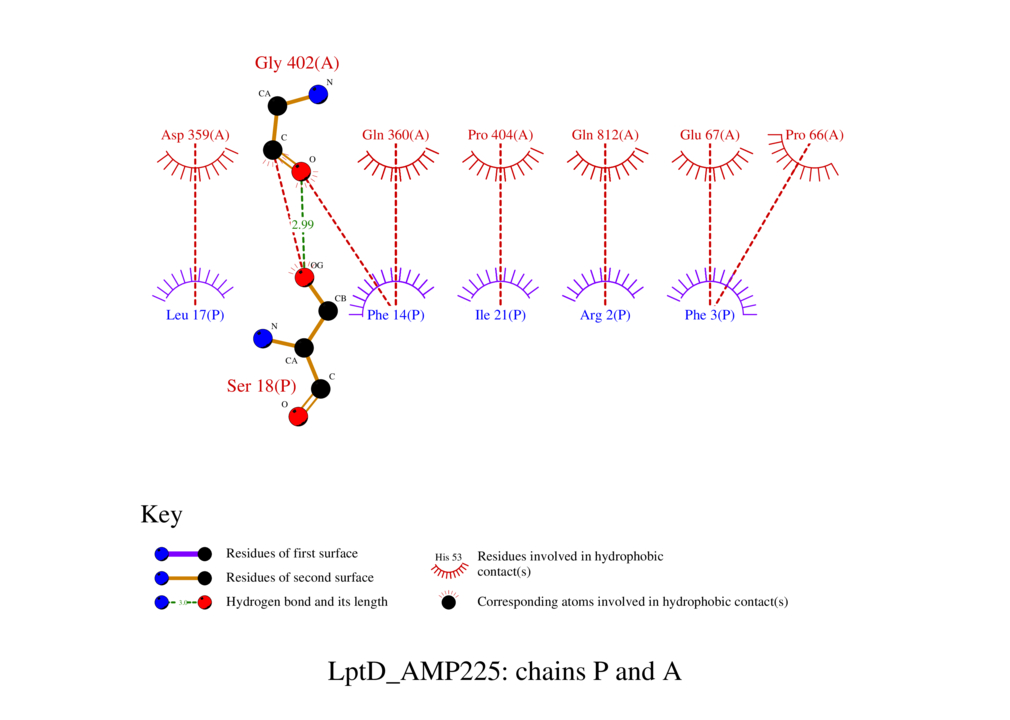 Gly 402(A)
N
CA
C
O
Asp 359(A)
Gln 360(A)
Pro 404(A)
Gln 812(A)
Glu 67(A)
Pro 66(A)
2.99
OG
CB
N
CA
C
O
Leu 17(P)
Phe 14(P)
Ile 21(P)
Arg 2(P)
Phe 3(P)
Ser 18(P)
Key
Residues of first surface
Residues of second surface
3.0
Hydrogen bond and its length
His 53
Residues involved in hydrophobic
contact(s)
Corresponding atoms involved in hydrophobic contact(s)
LptD_AMP225: chains P and A